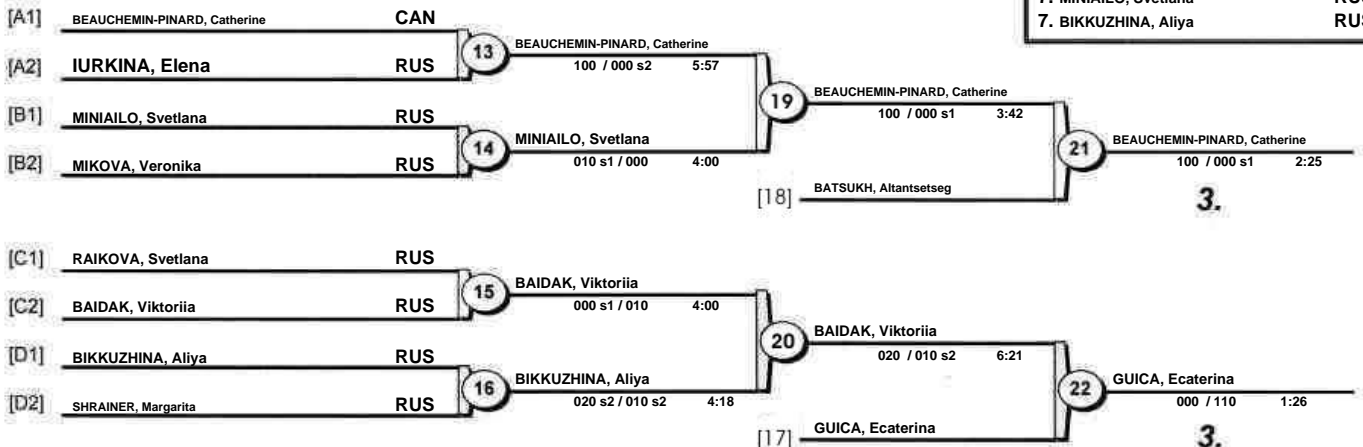 7. BIKKUZHINA, Aliya RUS
[A1] BEAUCHEMIN-PINARD, Catherine CAN
[A2] IURKINA, Elena RUS
13 BEAUCHEMIN-PINARD, Catherine
100 / 000 s2 5:57
[B1] MINIAILO, Svetlana RUS
[B2] MIKOVA, Veronika RUS
14 MINIAILO, Svetlana
010 s1 / 000 4:00
19 BEAUCHEMIN-PINARD, Catherine
100 / 000 s1 3:42
[18] BATSUKH, Altantsetseg
21 BEAUCHEMIN-PINARD, Catherine
100 / 000 s1 2:25
3.
[C1] RAIKOVA, Svetlana RUS
[C2] BAIDAK, Viktoriia RUS
15 BAIDAK, Viktoriia
000 s1 / 010 4:00
[D1] BIKKUZHINA, Aliya RUS
[D2] SHRAINER, Margarita RUS
16 BIKKUZHINA, Aliya
020 s2 / 010 s2 4:18
20 BAIDAK, Viktoriia
020 / 010 s2 6:21
[17] GUICA, Ecaterina
22 GUICA, Ecaterina
000 / 110 1:26
3.